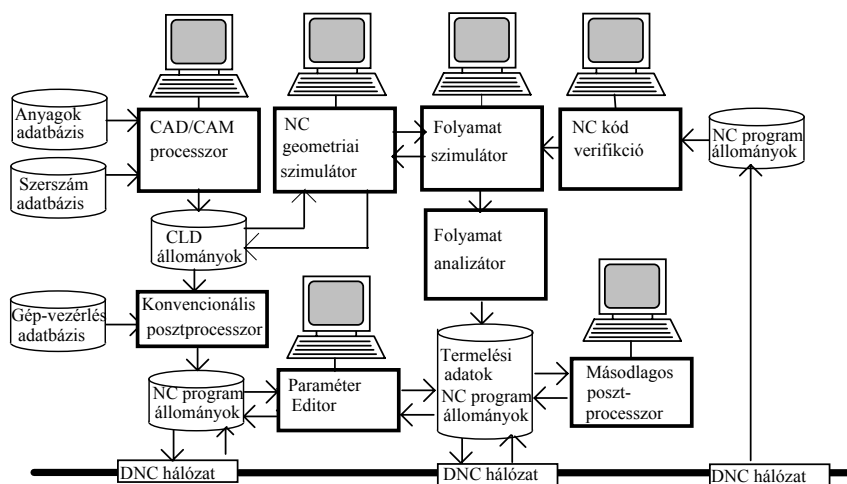 Anyagok
adatbázis
CAD/CAM
processzor
NC
geometriai
szimulátor
Folyamat
szimulátor
NC kód
verifikció
NC program
állományok
Szerszám
adatbázis
CLD
állományok
Folyamat
analizátor
Gép-vezérlés
adatbázis
Konvencionális
posztprocesszor
NC program
állományok
Paraméter
Editor
Termelési
adatok
NC program
állományok
Másodlagos
poszt-
processzor
DNC hálózat
DNC hálózat
DNC hálózat